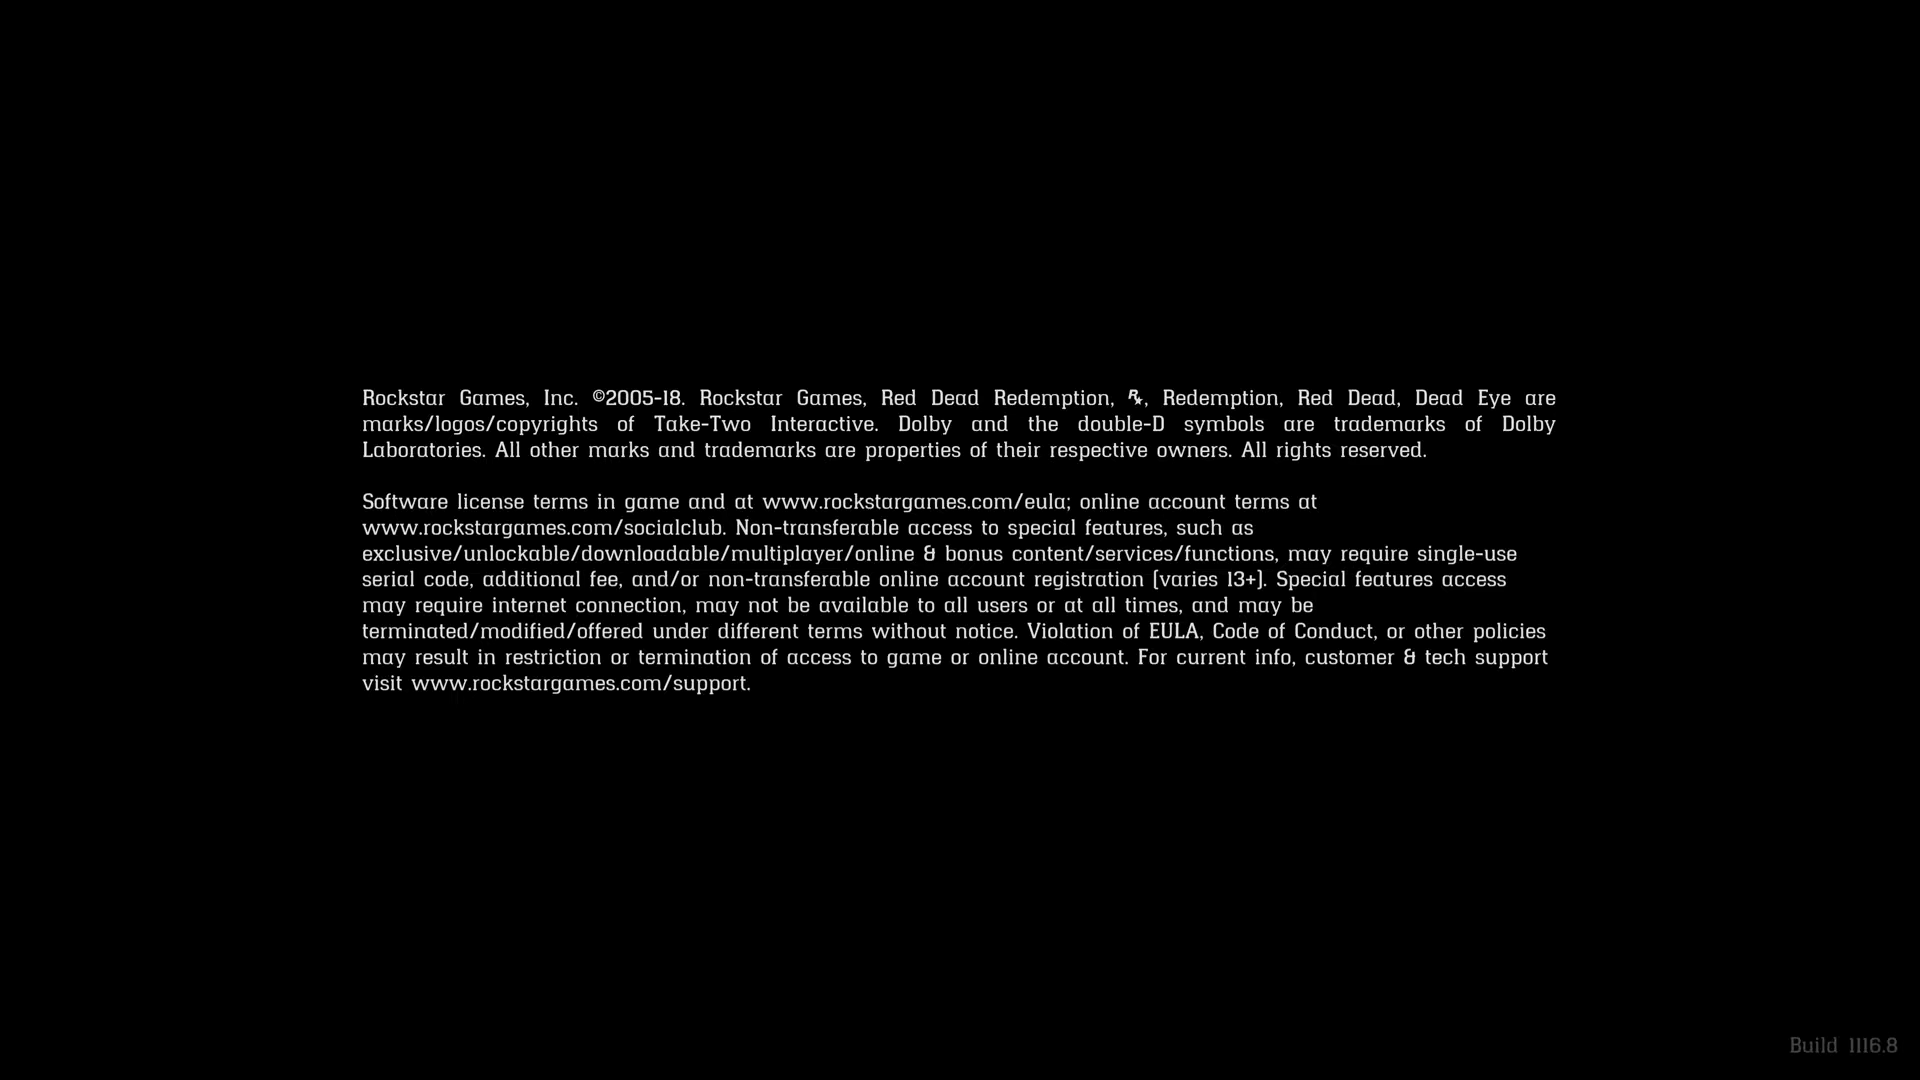 Rockstar Games, Inc. ©2005-18. Rockstar Games, Red Dead Redemption, R★, Redemption, Red Dead, Dead Eye are
marks/logos/copyrights of Take-Two Interactive. Dolby and the double-D symbols are trademarks of Dolby
Laboratories. All other marks and trademarks are properties of their respective owners. All rights reserved.
Software license terms in game and at www.rockstargames.com/eula; online account terms at
www.rockstargames.com/socialclub. Non-transferable access to special features, such as
exclusive/unlockable/downloadable/multiplayer/online & bonus content/services/functions, may require single-use
serial code, additional fee, and/or non-transferable online account registration (varies 13+). Special features access
may require internet connection, may not be available to all users or at all times, and may be
terminated/modified/offered under different terms without notice. Violation of EULA, Code of Conduct, or other policies
may result in restriction or termination of access to game or online account. For current info, customer & tech support
visit www.rockstargames.com/support.
Build 1116.8